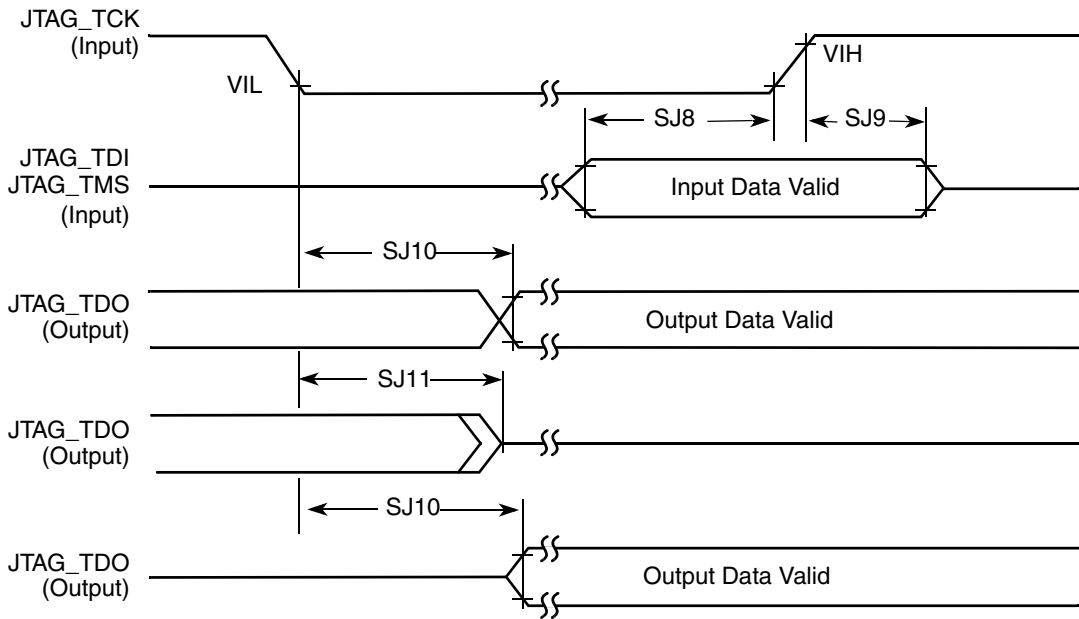 JTAG_TCK
(Input)
VIL
VIH
SJ8
SJ9
JTAG_TDI
JTAG_TMS
(Input)
Input Data Valid
SJ10
JTAG_TDO
(Output)
Output Data Valid
SJ11
JTAG_TDO
(Output)
SJ10
JTAG_TDO
(Output)
Output Data Valid